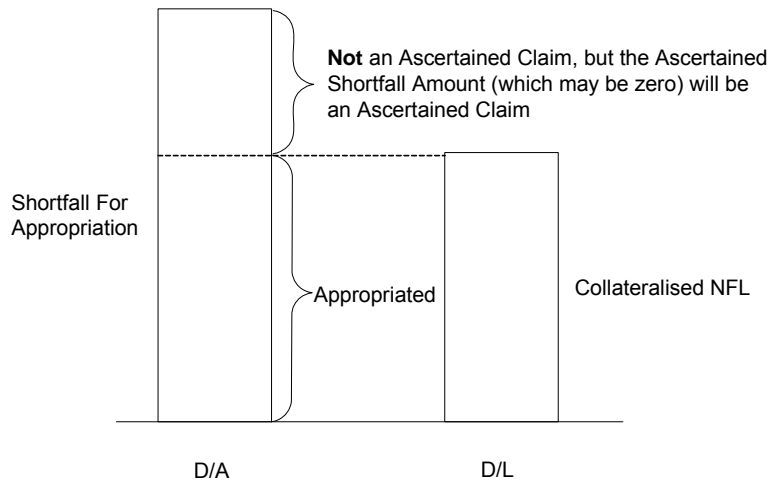 Not an Ascertained Claim, but the Ascertained
Shortfall Amount (which may be zero) will be
an Ascertained Claim
Shortfall For
Appropriation
Appropriated
Collateralised NFL
D/A
D/L